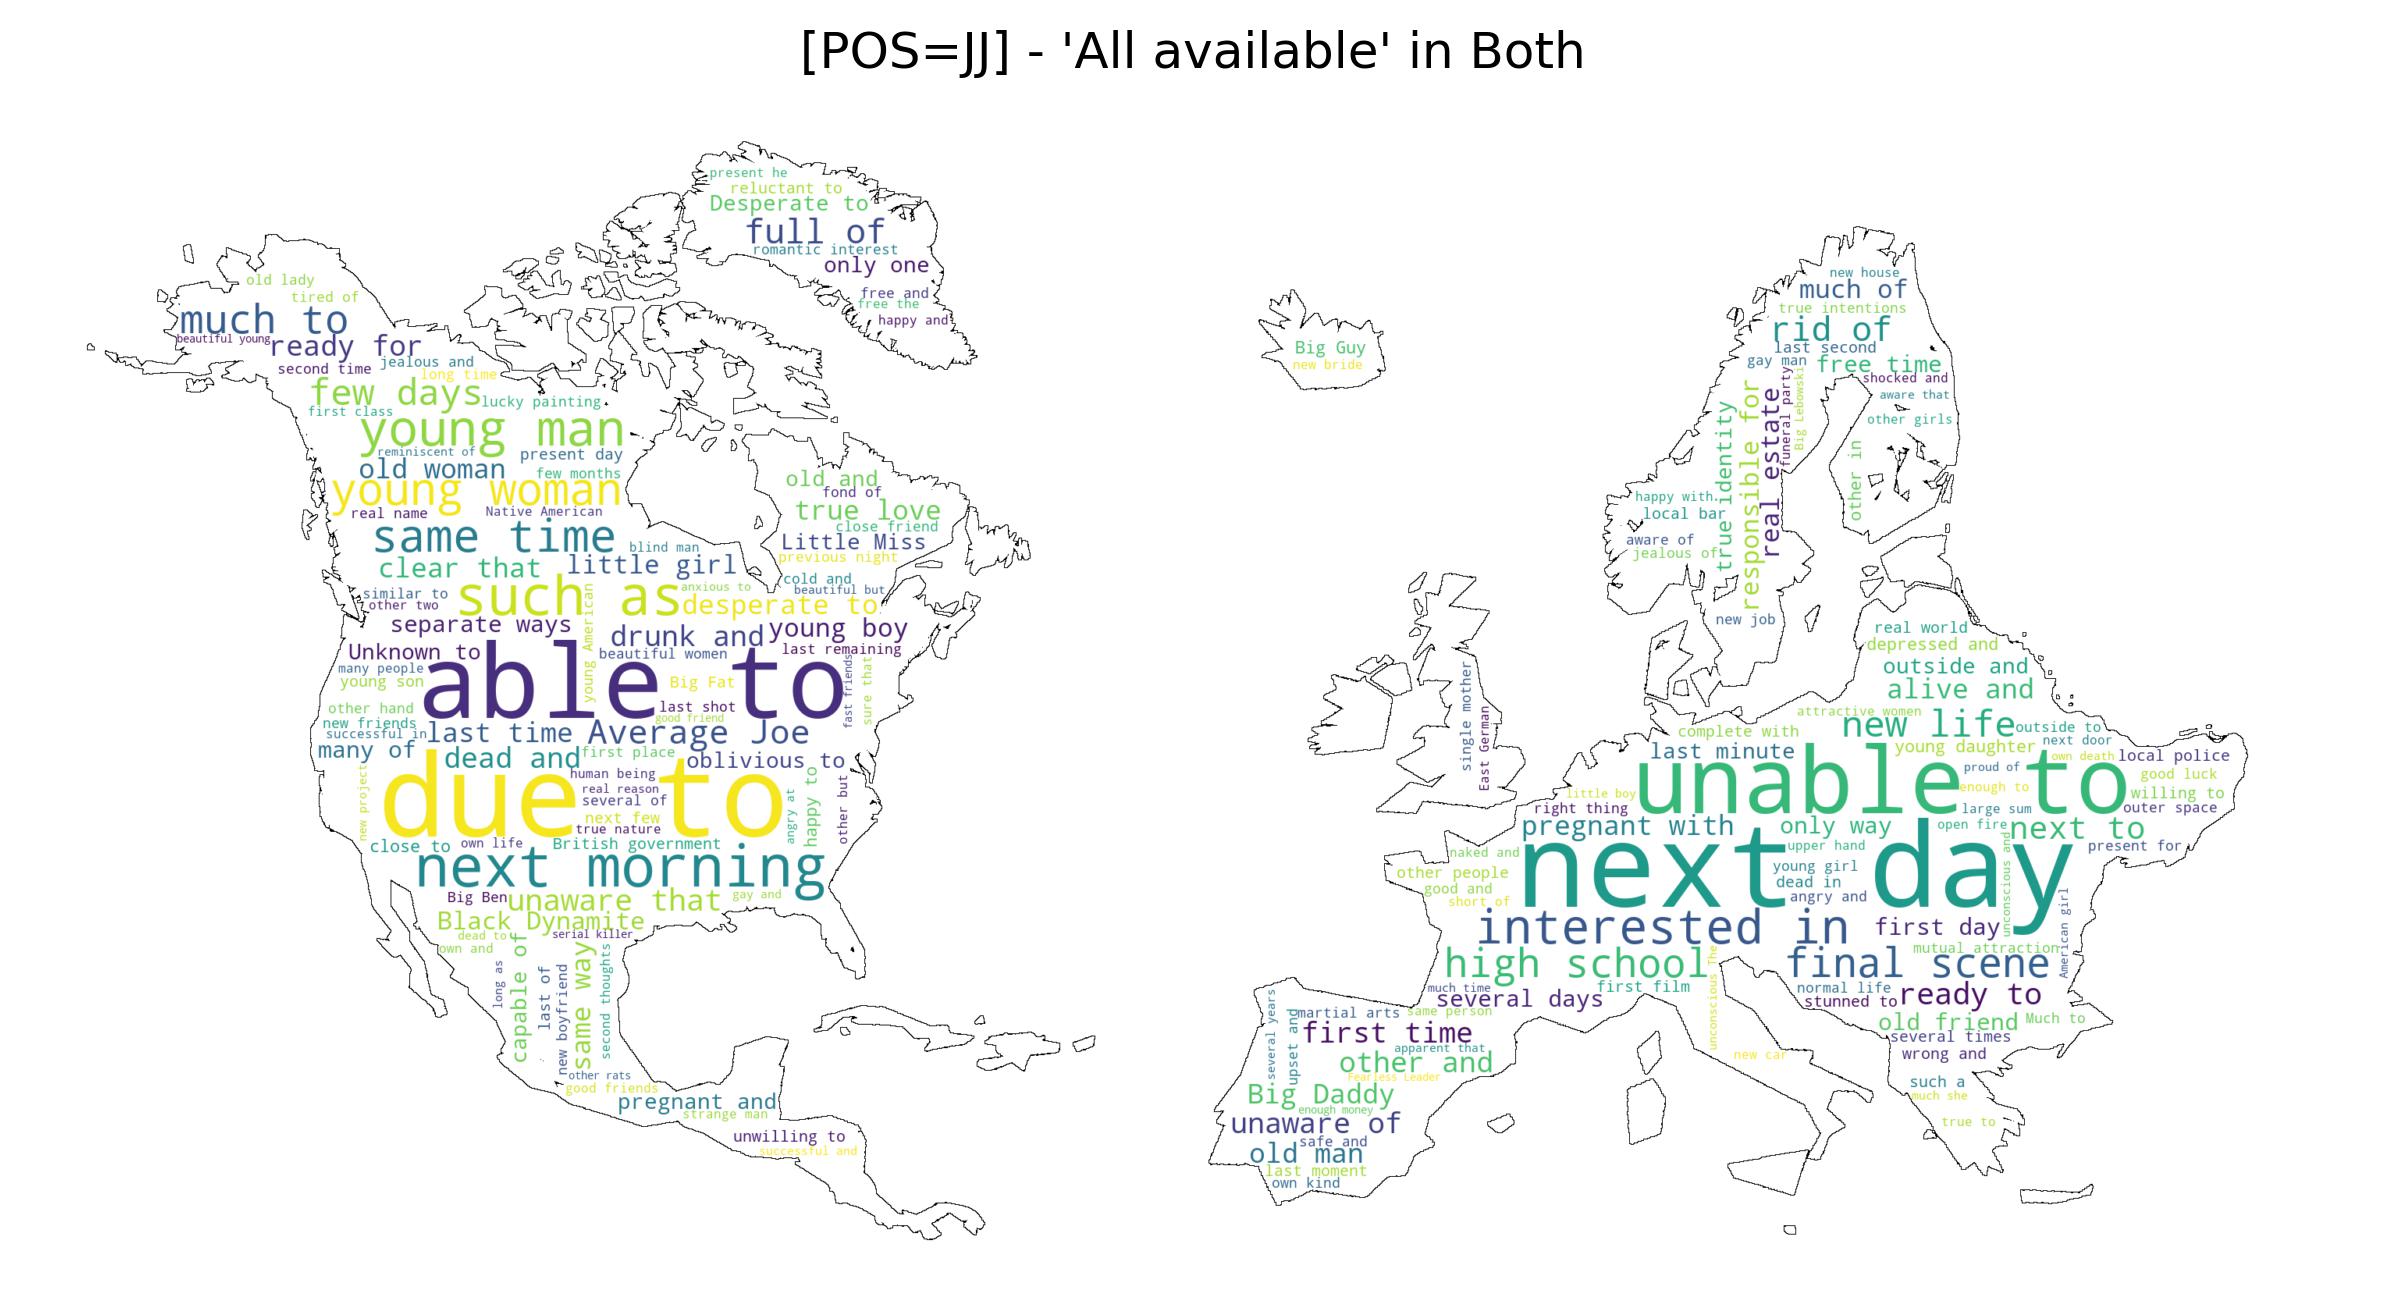 [POS=JJ] - 'All available' in Both
present he
reluctant to
Desperate to
full of
romantic interest
only one
free and
free the
happy and
old lady
tired of
much to
beautiful young
ready for
jealous and
second time
long time
few days
lucky painting
first class
young man
reminiscent of
present day
old woman
few months
young woman
real name
Native American
same time
blind man
clear that
little girl
old and
fond of
true love
close friend
Little Miss
previous night
cold and
beautiful but
anxious to
similar to
such as
desperate to
other two
young American
separate ways
drunk and
young boy
last remaining
Unknown to
beautiful women
many people
able to
young son
Big Fat
fast friends
sure that
other hand
last shot
good friend
new friends
successful in
last time
Average Joe
many of
dead and
first place
oblivious to
human being
due to
real reason
several of
next few
true nature
new project
angry at
happy to
other but
close to
own life
British government
next morning
Big Ben
unaware that
gay and
Black Dynamite
dead to
own and
serial killer
long as
capable of
last of
new boyfriend
same way
second thoughts
other rats
good friends
pregnant and
strange man
unwilling to
successful and
Big Guy
new bride
new house
much of
true intentions
rid of
last second
gay man
free time
shocked and
aware that
other girls
funeral party
Big Lebowski
real estate
responsible for
true identity
other in
happy with
local bar
aware of
jealous of
new job
single mother
East German
real world
depressed and
outside and
alive and
attractive women
new life
outside to
complete with
next door
last minute
young daughter
own death
local police
unable to
proud of
good luck
little boy
enough to
willing to
right thing
large sum
outer space
pregnant with
only way
open fire
next to
next day
upper hand
present for
naked and
young girl
other people
dead in
good and
angry and
short of
unconscious and
American girl
interested in
first day
mutual attraction
high school
final scene
unconscious The
first film
much time
normal life
several days
stunned to
ready to
several years
upset and
martial arts
same person
old friend
Much to
first time
several times
apparent that
wrong and
other and
new car
Fearless Leader
such a
Big Daddy
much she
enough money
unaware of
true to
safe and
old man
last moment
own kind